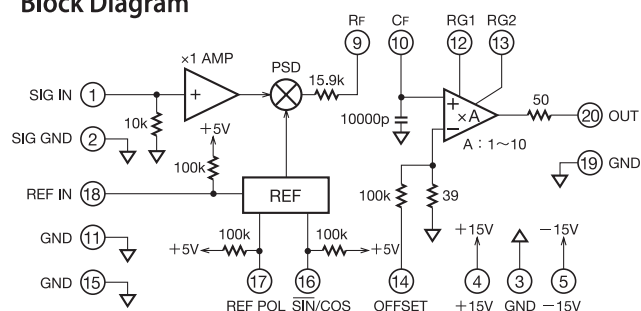 Block Diagram
RF CF RG1 RG2
9 10 12 13
×1 AMP
PSD
15.9k
SIG IN 1
+
10k
SIG GND 2
+5V
100k
REF IN 18
REF
10000p
+
−
×A
A : 1～10
50
20 OUT
19 GND
100k
39
GND 11
100k 100k
+5V +5V
+15V −15V
GND 15
17 16 14 4 3 5
REF POL SIN/COS OFFSET +15V GND −15V